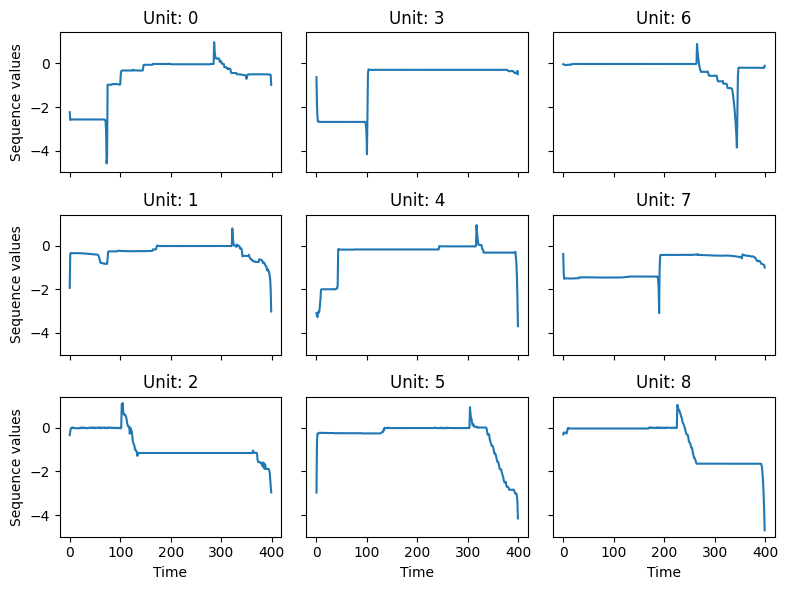 Unit: 0
Unit: 3
Unit: 6
Sequence values
0
−2
−4
Unit: 1
Unit: 4
Unit: 7
Sequence values
0
−2
−4
Unit: 2
Unit: 5
Unit: 8
Sequence values
0
−2
−4
0 100 200 300 400
0 100 200 300 400
0 100 200 300 400
Time
Time
Time